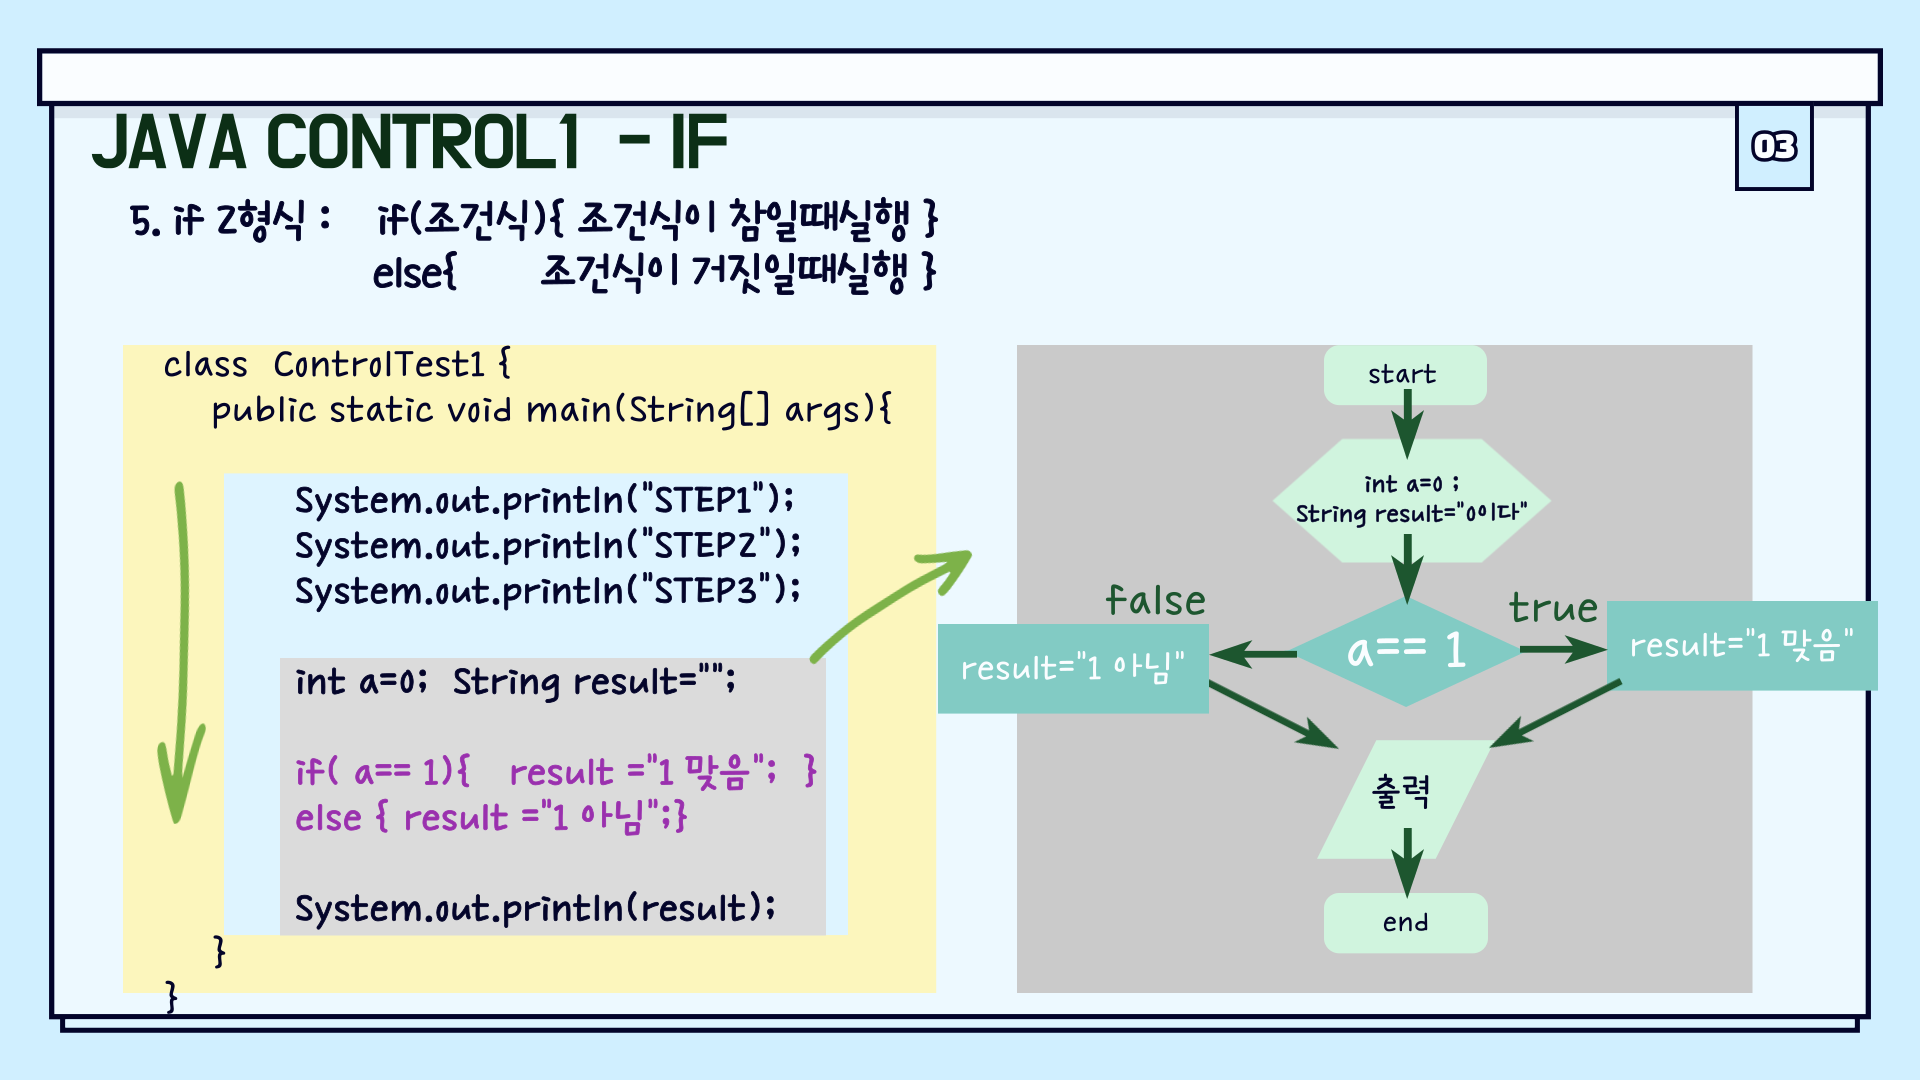 JAVA CONTROL1 - IF
03
5. if 2형식 : if(조건식){ 조건식이 참일때실행 }
else{ 조건식이 거짓일때실행 }
class ControlTest1 {
public static void main(String[] args){
System.out.println("STEP1");
System.out.println("STEP2");
System.out.println("STEP3");
int a=0; String result="";
if( a== 1){ result ="1 맞음"; }
else { result ="1 아님";}
System.out.println(result);
}
}
start
int a=0 ;
String result="0이다"
false
true
a== 1
result="1 아님"
result="1 맞음"
출력
end